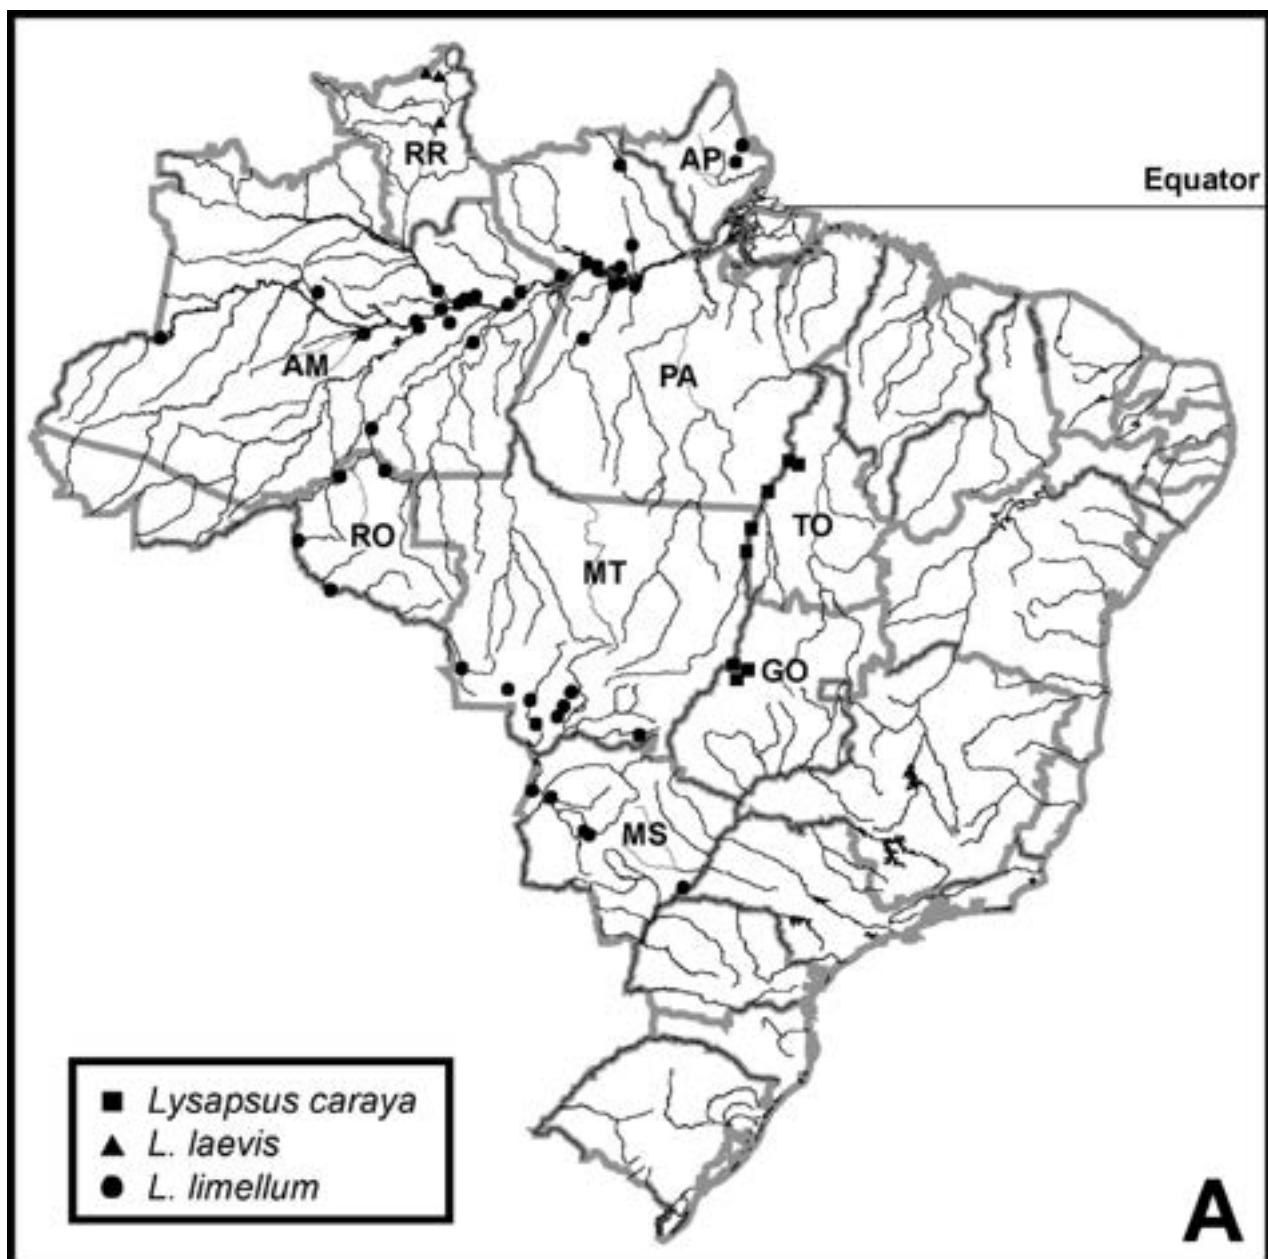 RR
AP
Equator
AM
PA
RO
TO
MT
GO
MS
Lysapsus caraya
L. laevis
L. limellum
A